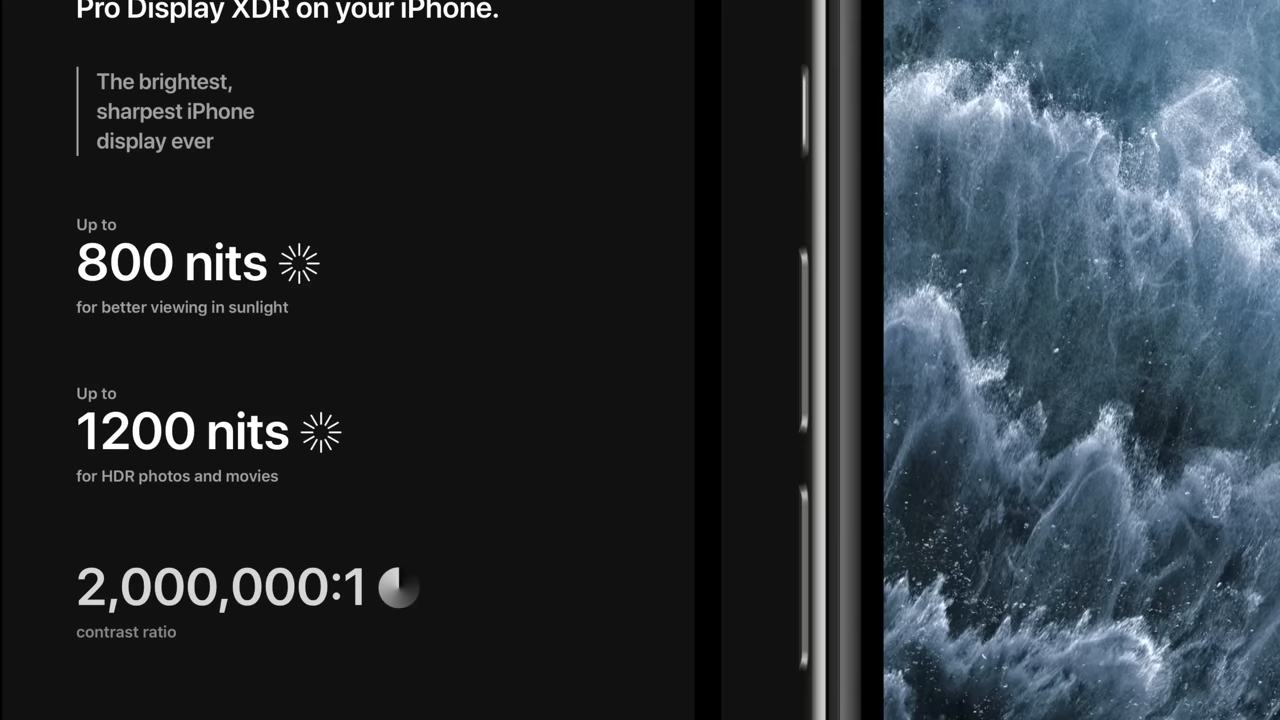 Pro Display XDR on your iPhone.
The brightest,
sharpest iPhone
display ever
Up to
800 nits
for better viewing in sunlight
Up to
1200 nits
for HDR photos and movies
2,000,000:1
contrast ratio